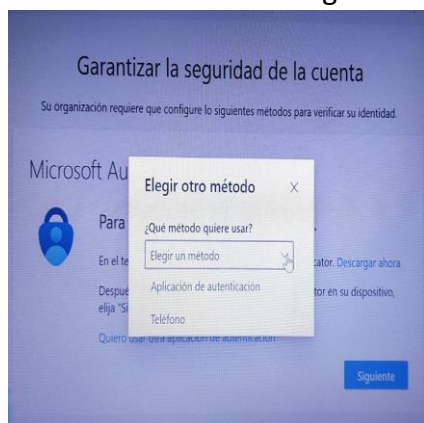 Garantizar la seguridad de la cuenta
Su organización requiere que configure lo siguientes métodos para verificar su identidad.
Microsoft Au
Elegir otro método
Para
¿Qué método quiere usar?
Elegir un método
En el te
cator. Descargar ahora
Aplicación de autenticación
Despué
tor en su dispositivo,
elija "Si
Teléfono
Quiero usar otra aplicación de autenticación
Siguiente